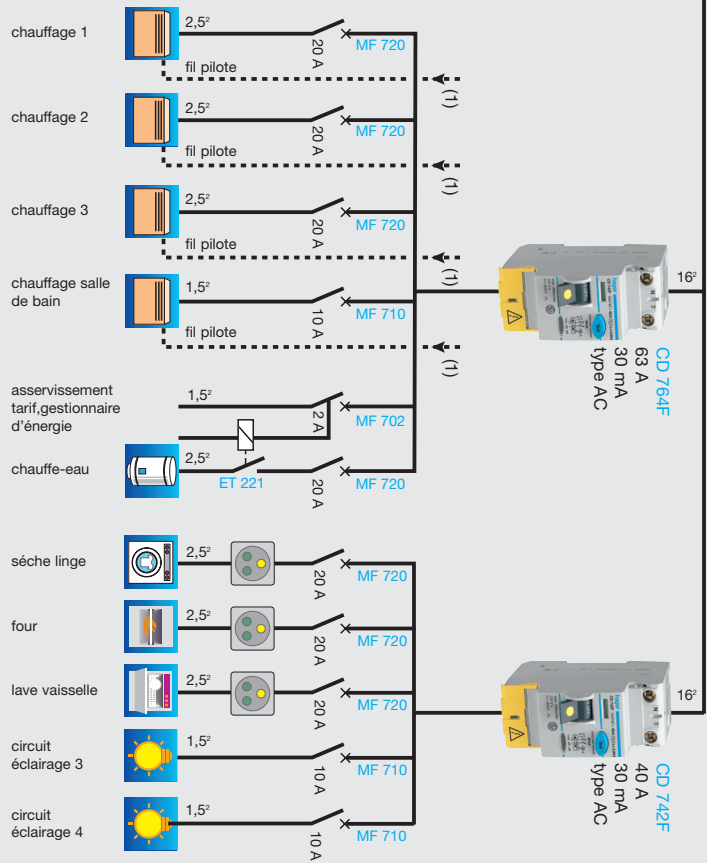 chauffage 1
2,5²
20 A
MF 720
fil pilote
(1)
chauffage 2
2,5²
20 A
MF 720
fil pilote
(1)
chauffage 3
2,5²
20 A
MF 720
fil pilote
(1)
chauffage salle
de bain
1,5²
10 A
MF 710
fil pilote
(1)
16²
CD 764F
63 A
30 mA
type AC
hager
N
asservissement
tarif,gestionnaire
d'énergie
1,5²
2 A
MF 702
chauffe-eau
2,5²
ET 221
20 A
MF 720
séche linge
2,5²
20 A
MF 720
four
2,5²
20 A
MF 720
lave vaisselle
2,5²
20 A
MF 720
16²
CD 742F
40 A
30 mA
type AC
hager
N
circuit
éclairage 3
1,5²
10 A
MF 710
circuit
éclairage 4
1,5²
10 A
MF 710